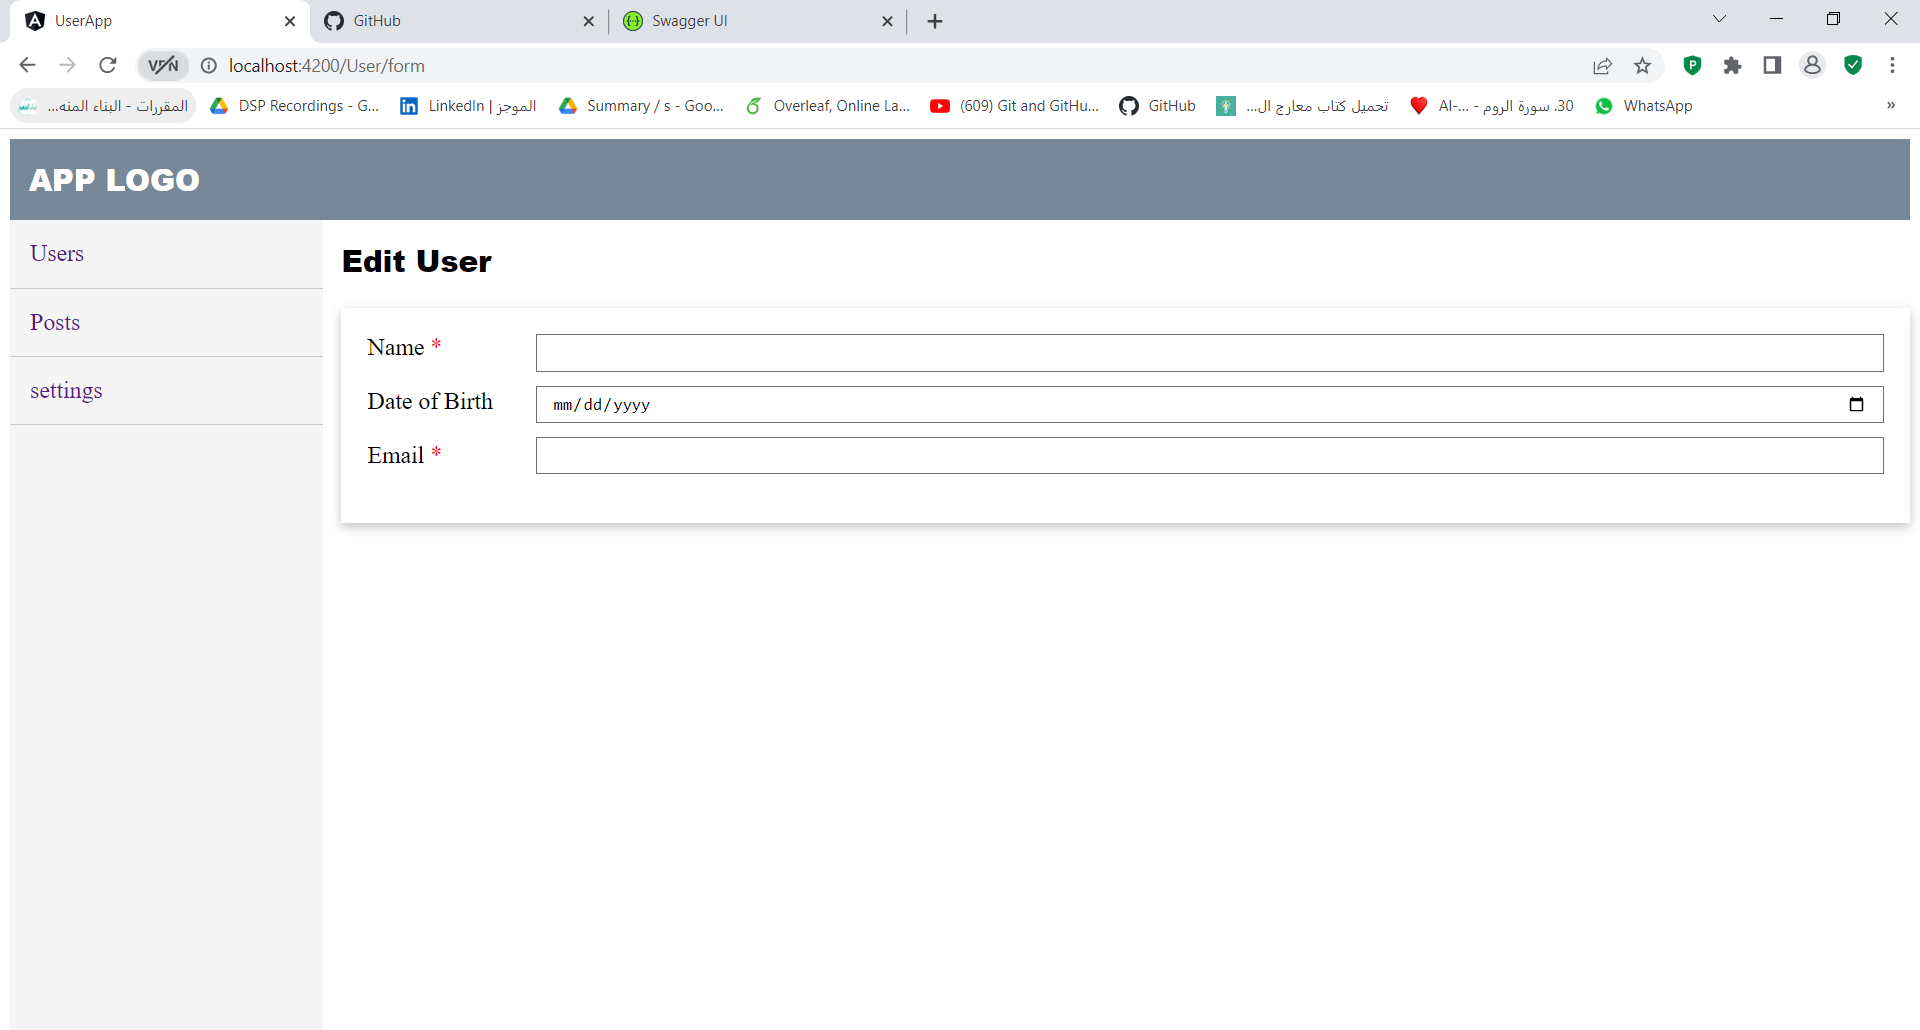 UserApp
GitHub
Swagger UI
VPN
localhost:4200/User/form
المقررات - البناء المنه...
DSP Recordings - G...
LinkedIn | الموجز
Summary / s - Goo...
Overleaf, Online La...
(609) Git and GitHu...
GitHub
تحميل كتاب معارج ال...
30. سورة الروم - Al-...
WhatsApp
»
APP LOGO
Users
Posts
settings
Edit User
Name *
Date of Birth
mm/dd/yyyy
Email *